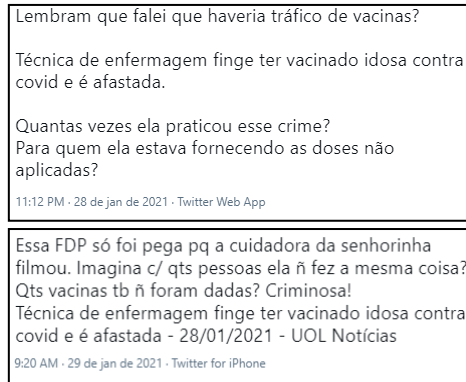 Lembram que falei que haveria tráfico de vacinas?
Técnica de enfermagem finge ter vacinado idosa contra
covid e é afastada.
Quantas vezes ela praticou esse crime?
Para quem ela estava fornecendo as doses não
aplicadas?
11:12 PM · 28 de jan de 2021 · Twitter Web App
Essa FDP só foi pega pq a cuidadora da senhorinha
filmou. Imagina c/ qts pessoas ela ñ fez a mesma coisa?
Qts vacinas tb ñ foram dadas? Criminosa!
Técnica de enfermagem finge ter vacinado idosa contra
covid e é afastada - 28/01/2021 - UOL Notícias
9:20 AM · 29 de jan de 2021 · Twitter for iPhone